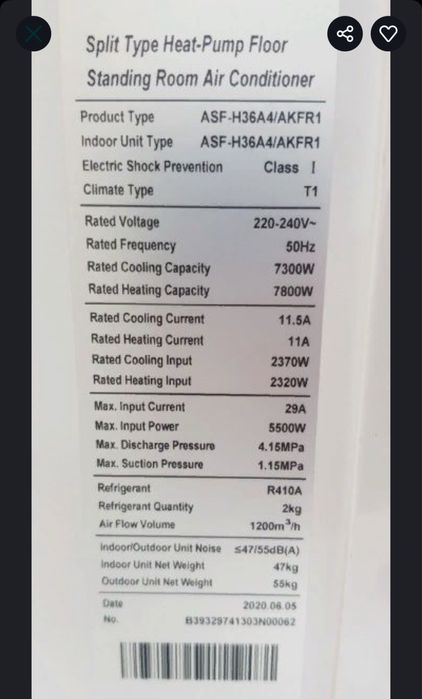 Split Type Heat-Pump Floor
Standing Room Air Conditioner
Product Type ASF-H36A4/AKFR1
Indoor Unit Type ASF-H36A4/AKFR1
Electric Shock Prevention Class I
Climate Type T1
Rated Voltage 220-240V~
Rated Frequency 50Hz
Rated Cooling Capacity 7300W
Rated Heating Capacity 7800W
Rated Cooling Current 11.5A
Rated Heating Current 11A
Rated Cooling Input 2370W
Rated Heating Input 2320W
Max. Input Current 29A
Max. Input Power 5500W
Max. Discharge Pressure 4.15MPa
Max. Suction Pressure 1.15MPa
Refrigerant R410A
Refrigerant Quantity 2kg
Air Flow Volume 1200m³/h
Indoor/Outdoor Unit Noise ≤47/55dB(A)
Indoor Unit Net Weight 47kg
Outdoor Unit Net Weight 55kg
Date 2020.06.05
No. B39329741303N00062